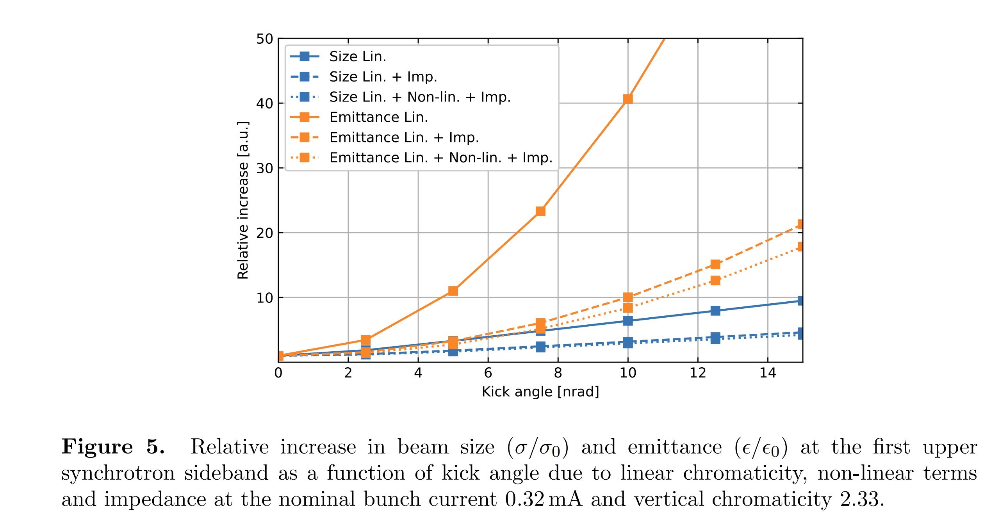 50
40
30
20
10
Relative increase [a.u.]
Size Lin.
Size Lin. + Imp.
Size Lin. + Non-lin. + Imp.
Emittance Lin.
Emittance Lin. + Imp.
Emittance Lin. + Non-lin. + Imp.
0 2 4 6 8 10 12 14
Kick angle [nrad]
Figure 5. Relative increase in beam size (σ/σ₀) and emittance (ϵ/ϵ₀) at the first upper
synchrotron sideband as a function of kick angle due to linear chromaticity, non-linear terms
and impedance at the nominal bunch current 0.32 mA and vertical chromaticity 2.33.